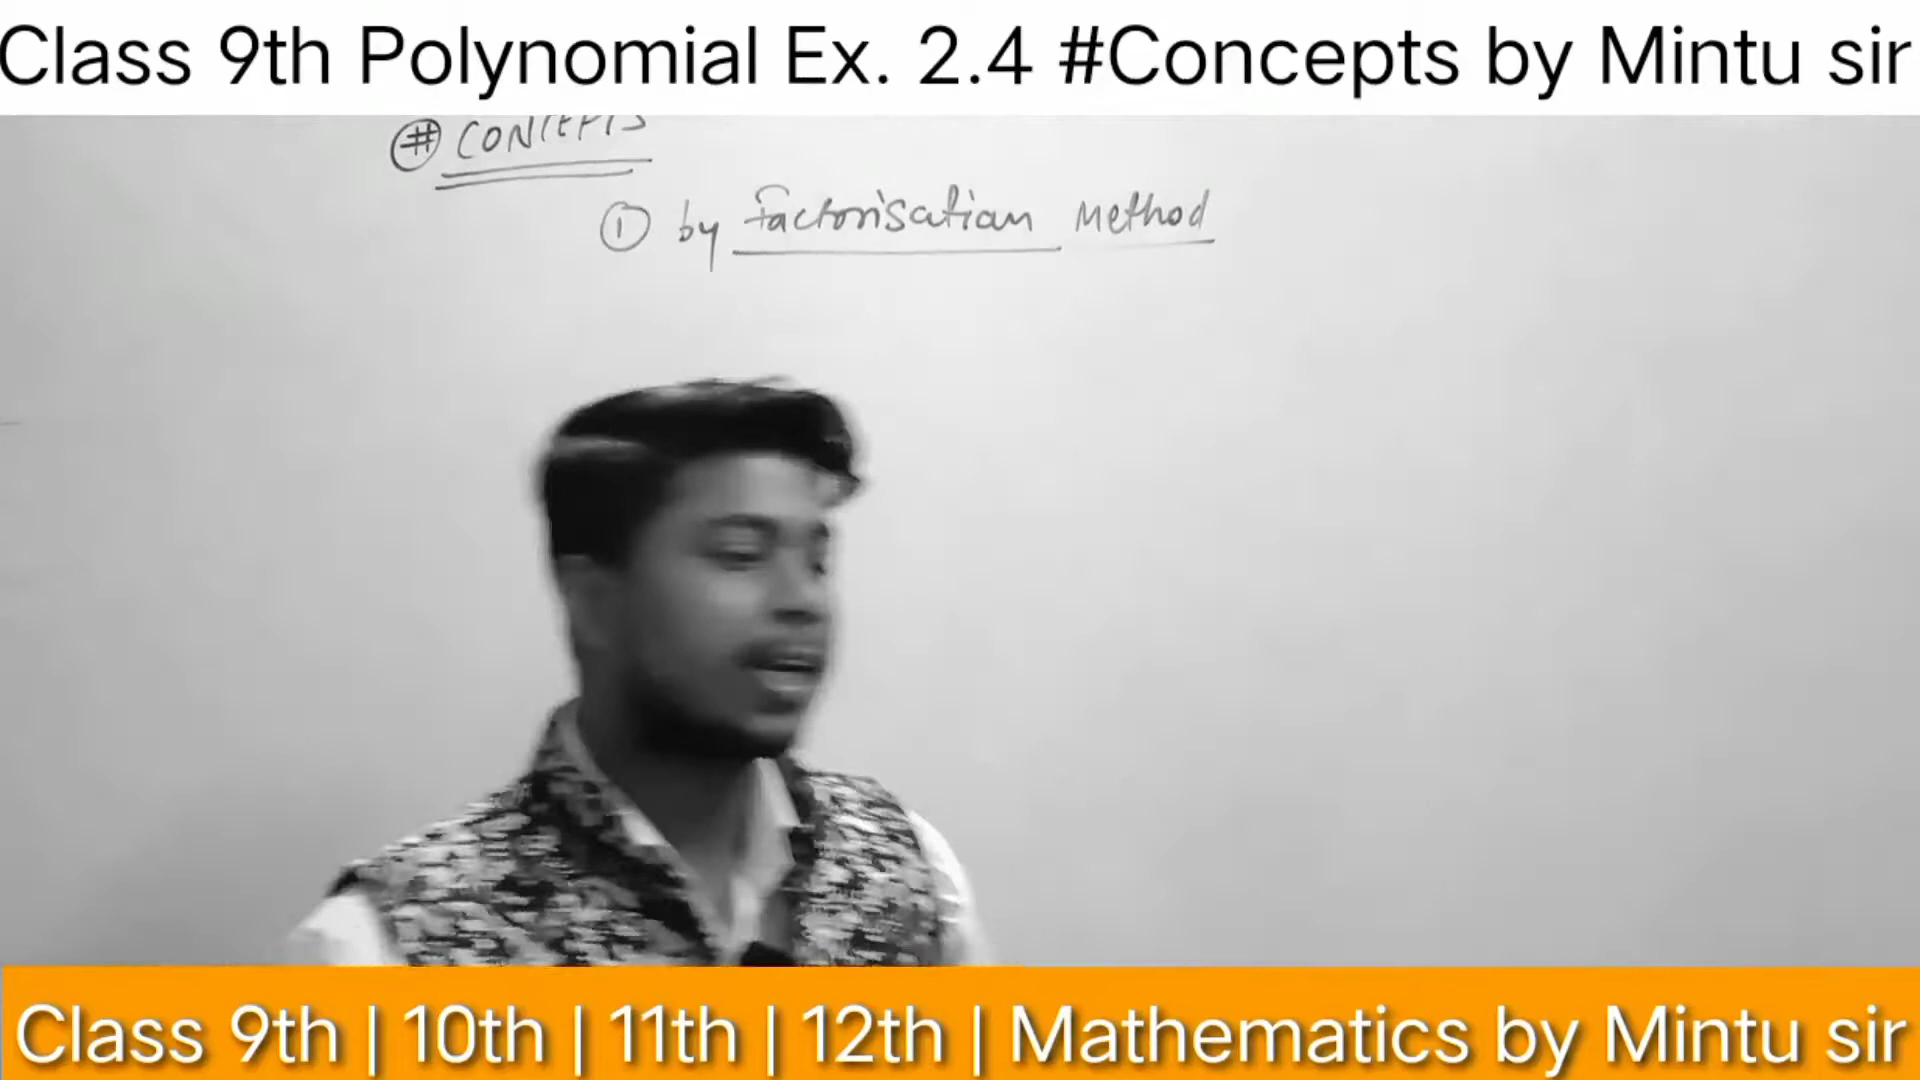 Class 9th Polynomial Ex. 2.4 #Concepts by Mintu sir
# CONCEPTS
① by factorisation Method
Class 9th | 10th | 11th | 12th | Mathematics by Mintu sir